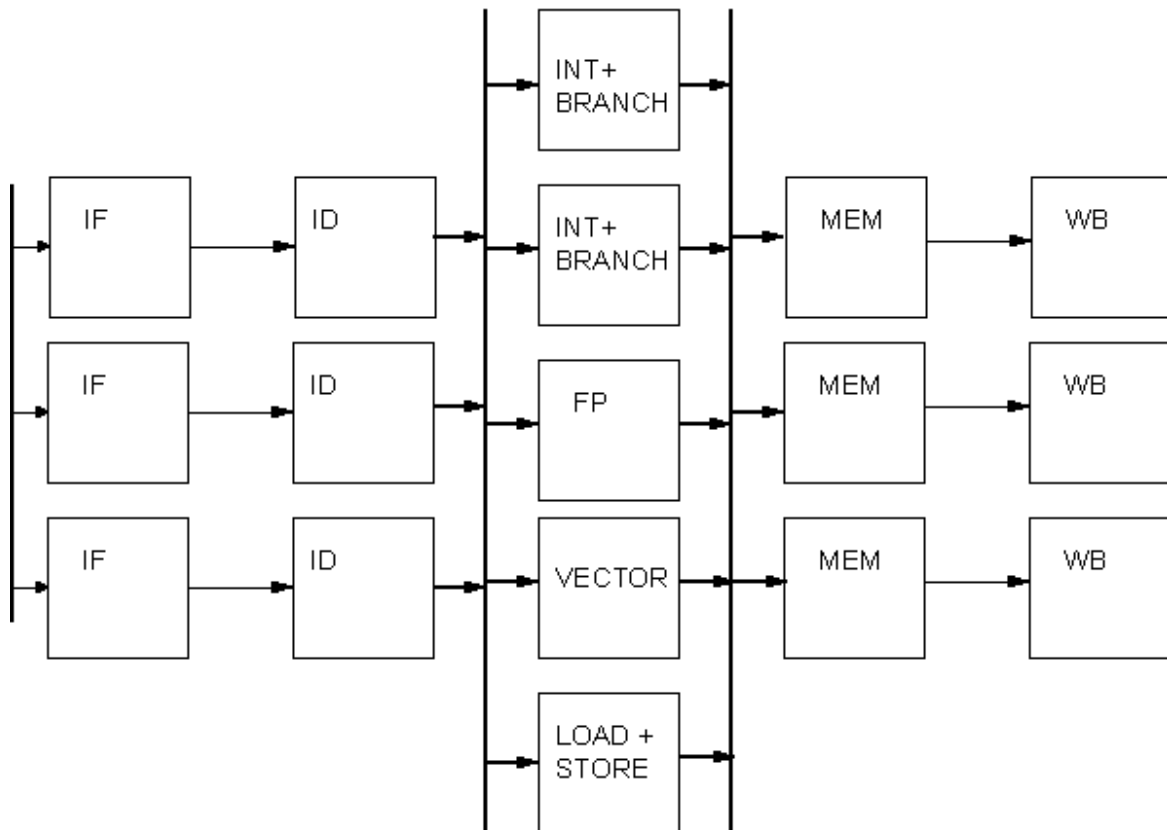 INT+
BRANCH
IF
ID
INT+
BRANCH
MEM
WB
IF
ID
FP
MEM
WB
IF
ID
VECTOR
MEM
WB
LOAD +
STORE